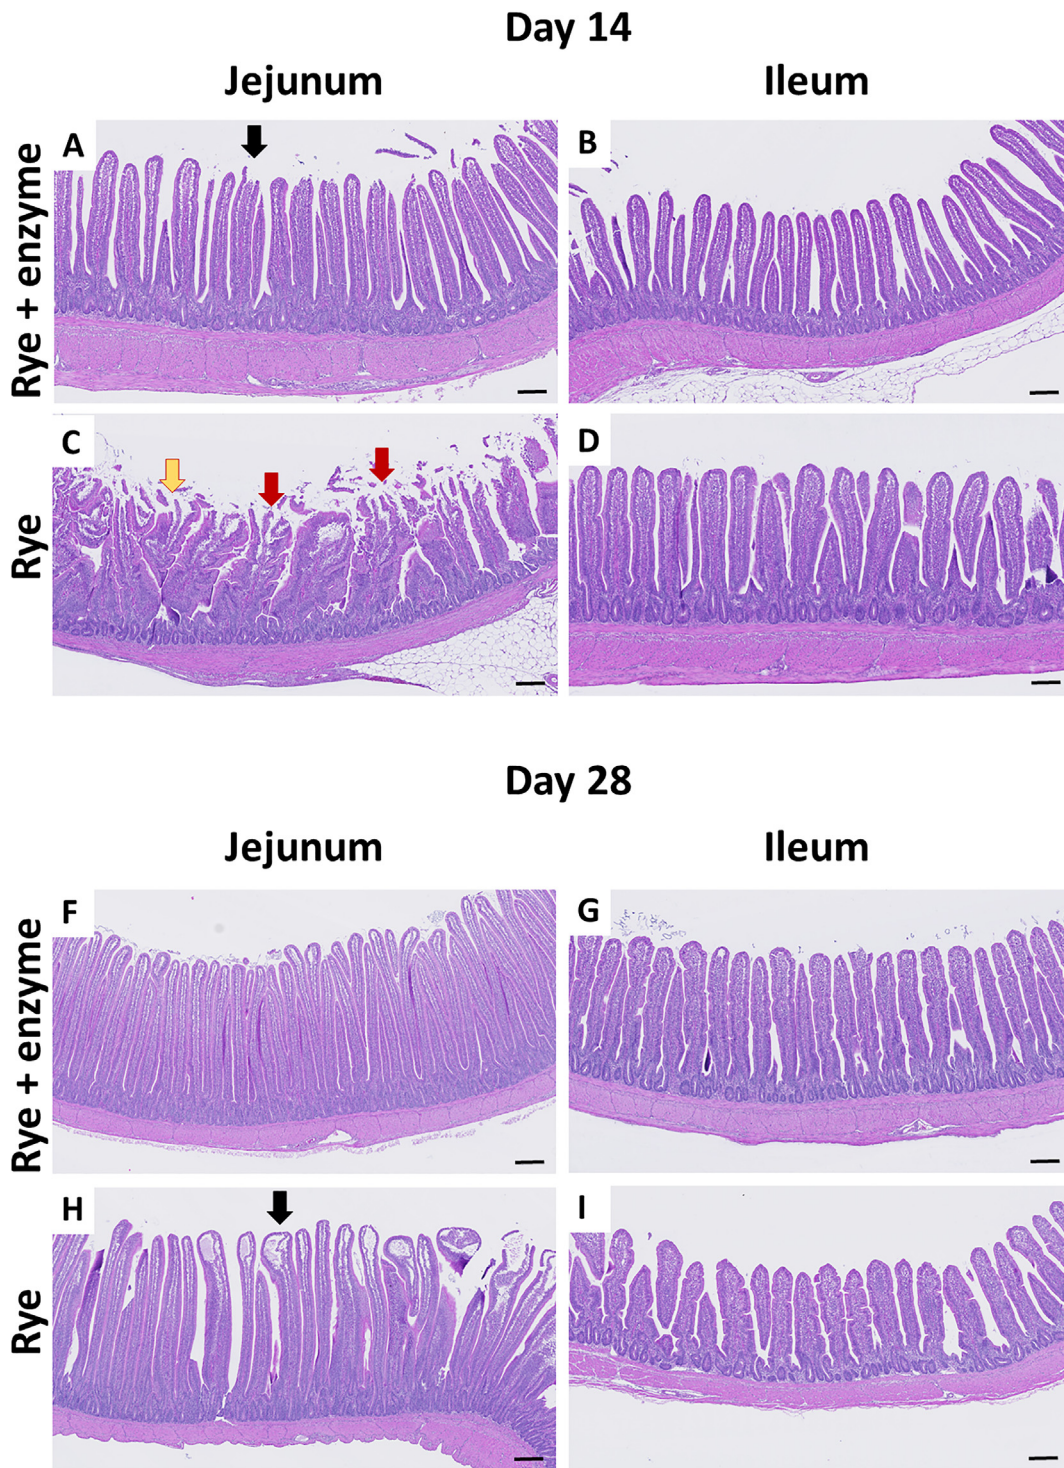 Day 14
Jejunum
Ileum
Rye + enzyme
A
B
Rye
C
D
Day 28
Jejunum
Ileum
Rye + enzyme
F
G
Rye
H
I